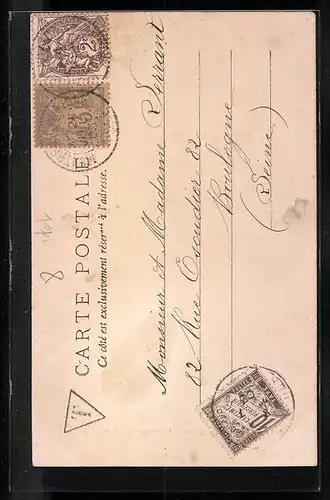 CARTE POSTALE
Ce côté est exclusivement réservé à l'adresse.
Monsieur et Madame Serrant
82 Rue Escudier 82
Boulogne
(Seine)